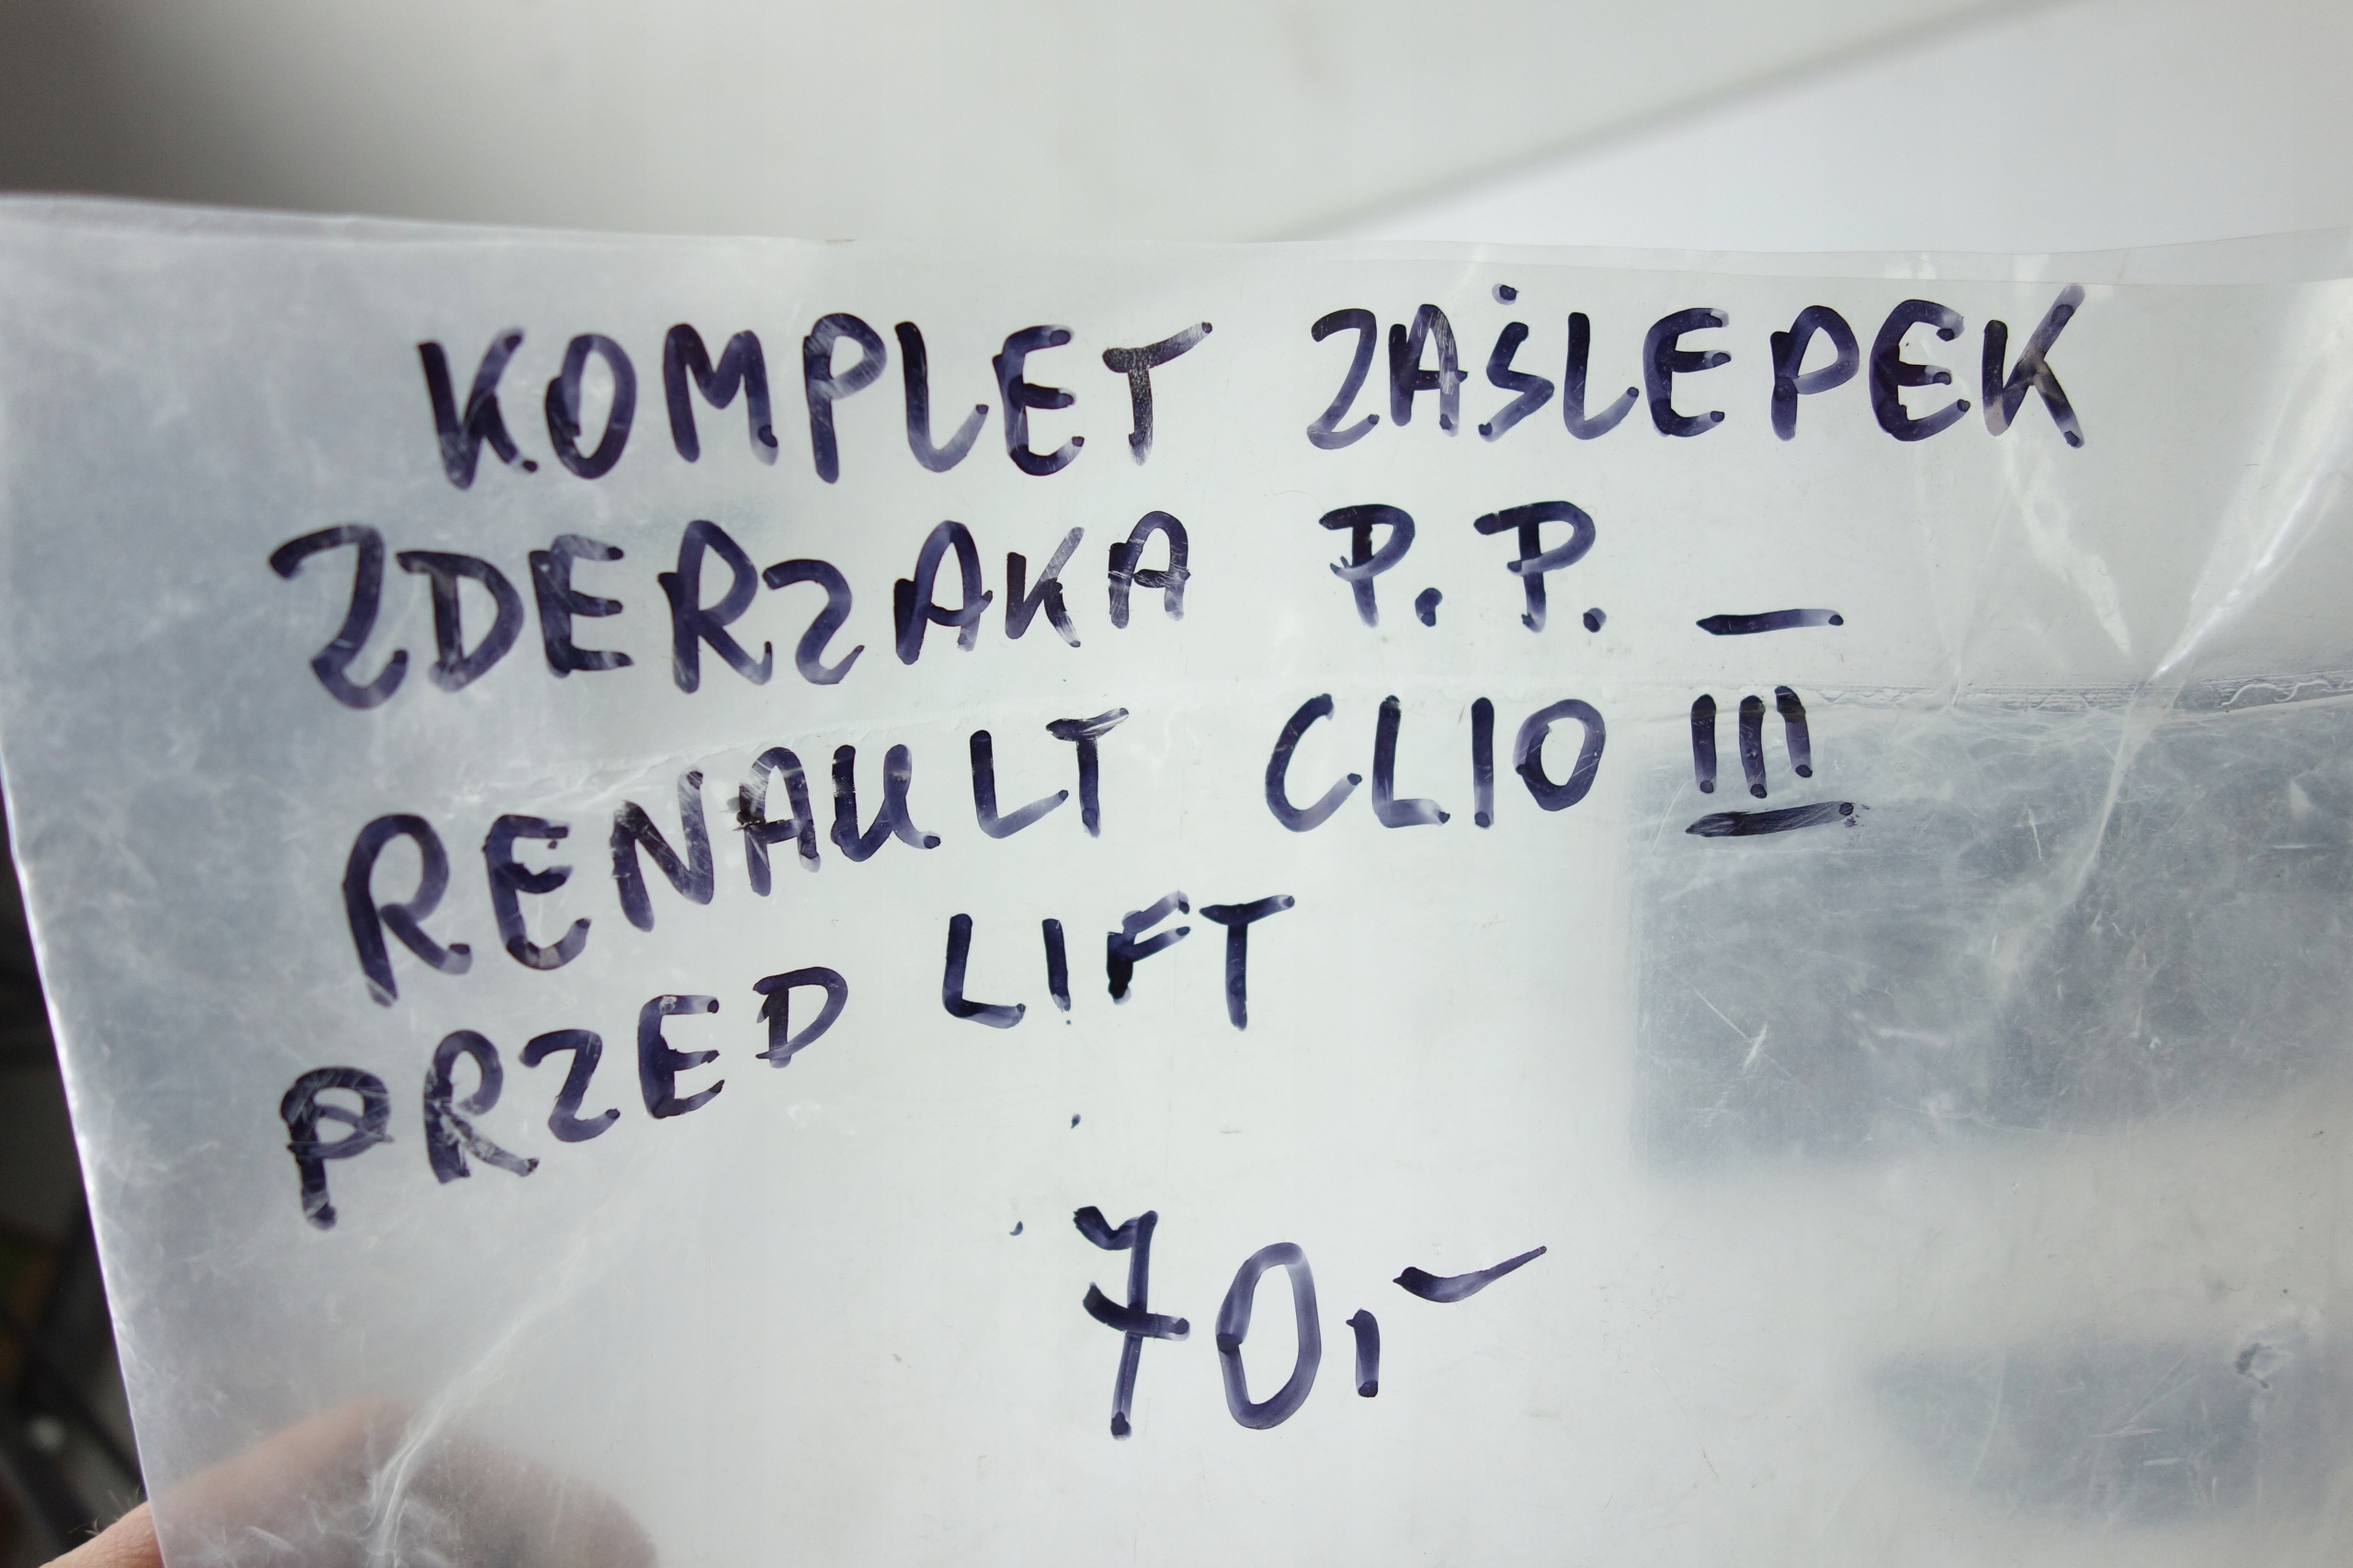 KOMPLET ZAŚLEPEK
ZDERZAKA P.P. _
RENAULT CLIO III
PRZED LIFT
70,-